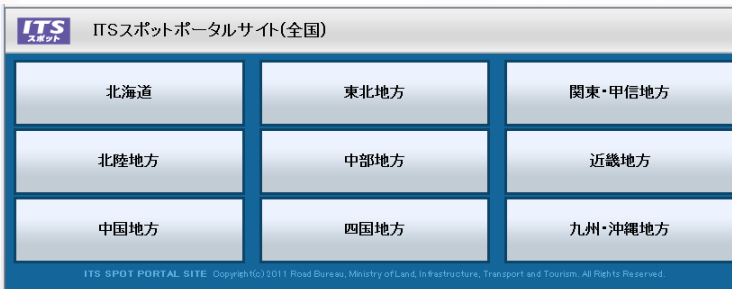 ITS
スポット
ITSスポットポータルサイト(全国)
北海道 東北地方 関東・甲信地方
北陸地方 中部地方 近畿地方
中国地方 四国地方 九州・沖縄地方
ITS SPOT PORTAL SITE Copyright(c)2011 Road Bureau, Ministry of Land, Infrastructure, Transport and Tourism. All Rights Reserved.